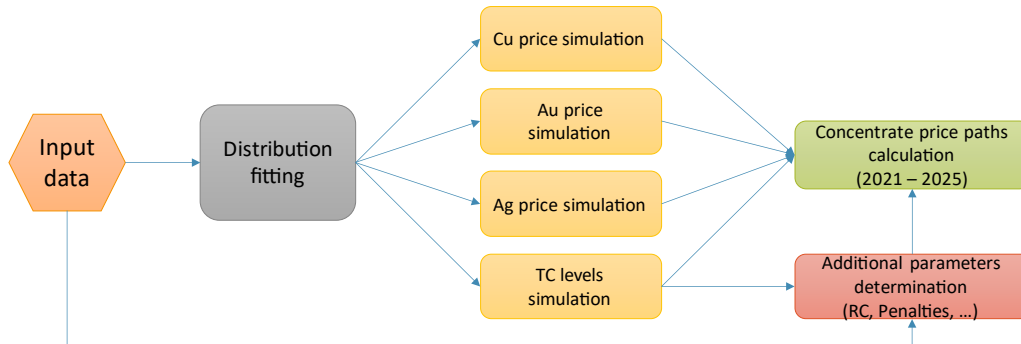 Input
data
Distribution
fitting
Cu price simulation
Au price
simulation
Ag price simulation
TC levels
simulation
Concentrate price paths
calculation
(2021 – 2025)
Additional parameters
determination
(RC, Penalties, ...)